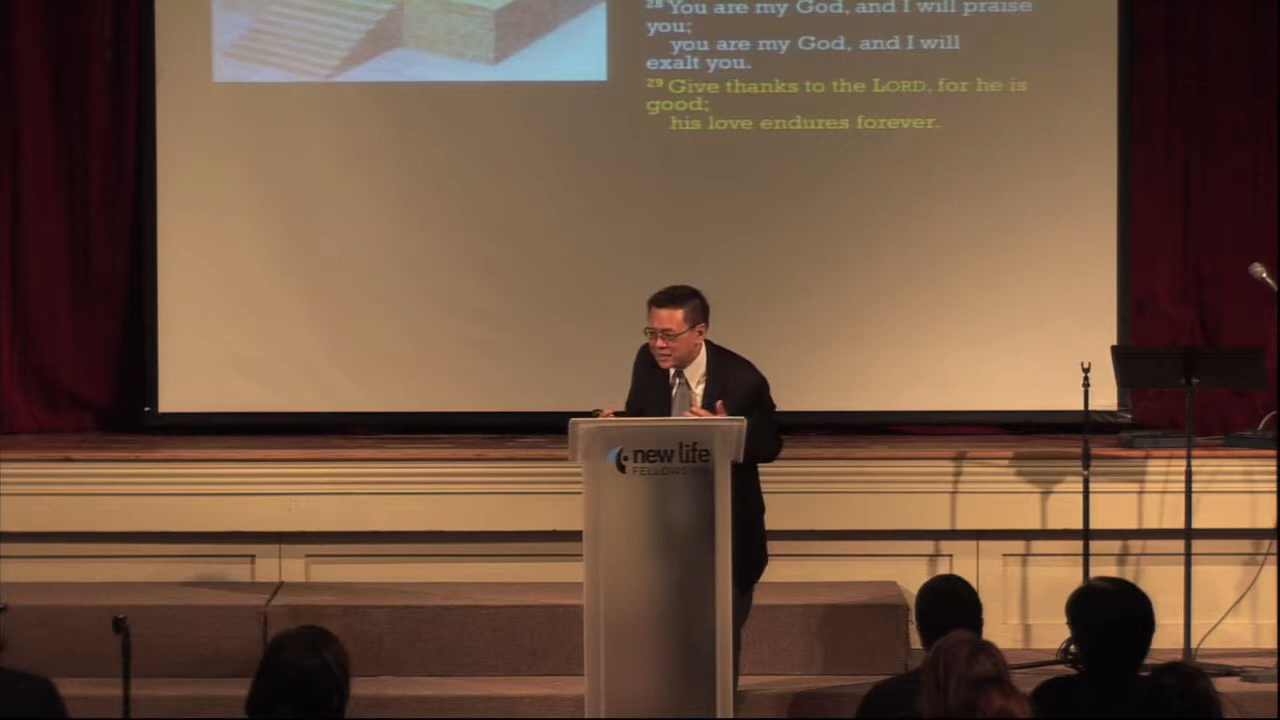 28 You are my God, and I will praise
you;
you are my God, and I will
exalt you.
29 Give thanks to the LORD, for he is
good;
his love endures forever.
new life
FELLOWSHIP